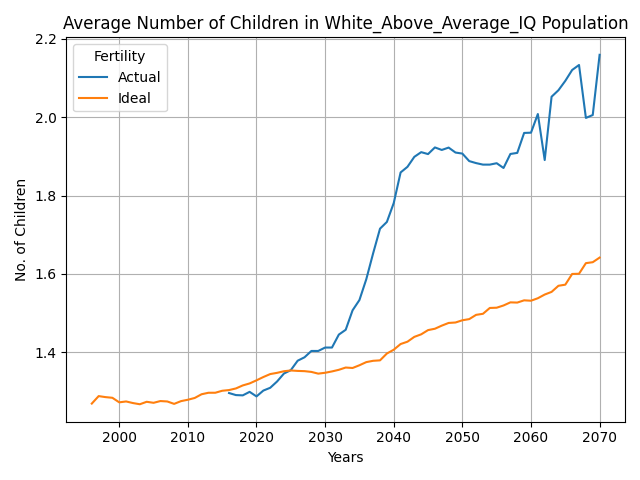 Average Number of Children in White_Above_Average_IQ Population
2.2
2.0
1.8
1.6
1.4
No. of Children
Fertility
Actual
Ideal
2000 2010 2020 2030 2040 2050 2060 2070
Years